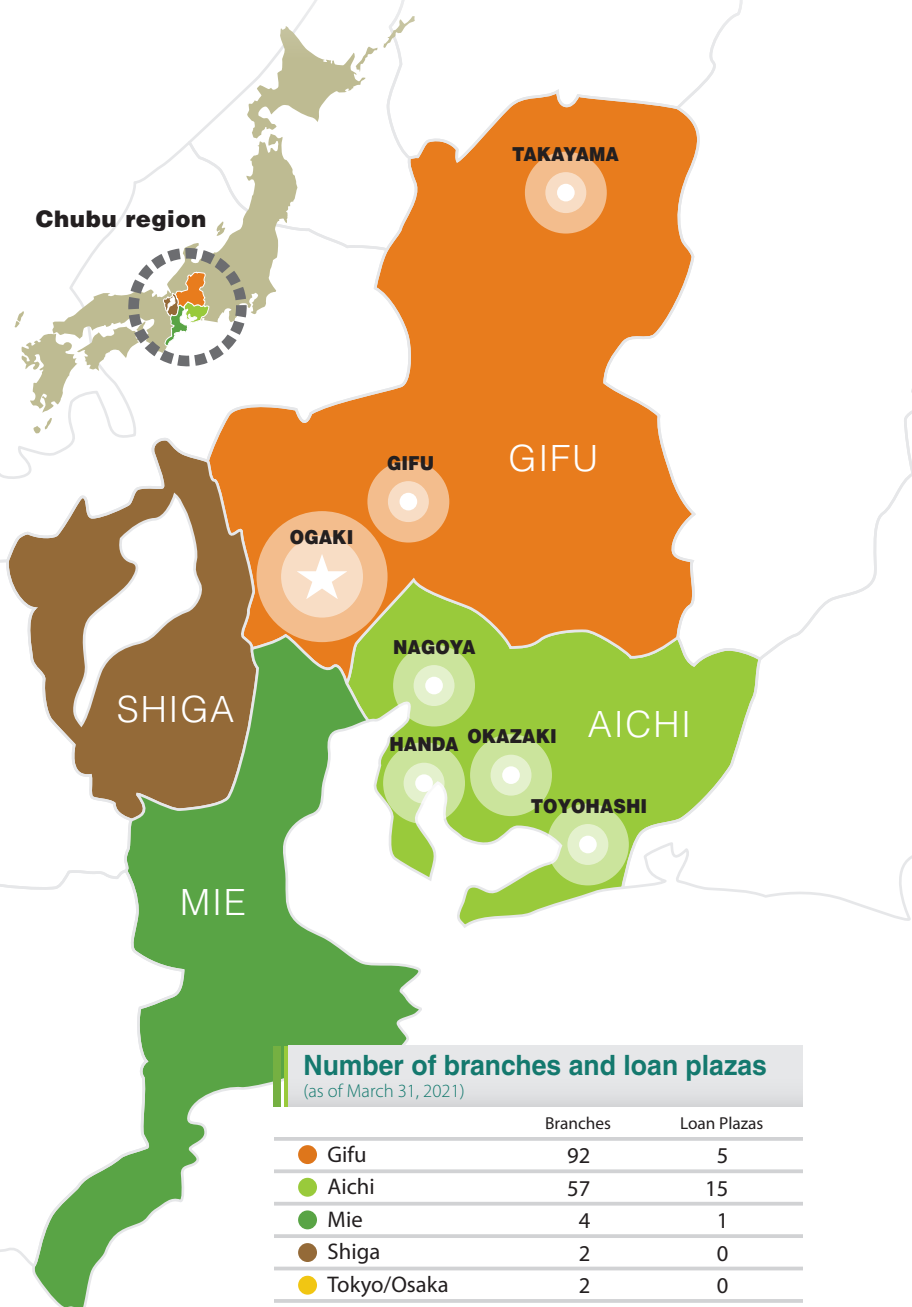 Chubu region
TAKAYAMA
GIFU
GIFU
OGAKI
NAGOYA
SHIGA
AICHI
HANDA
OKAZAKI
TOYOHASHI
MIE
Number of branches and loan plazas
(as of March 31, 2021)
Branches Loan Plazas
Gifu 92 5
Aichi 57 15
Mie 4 1
Shiga 2 0
Tokyo/Osaka 2 0